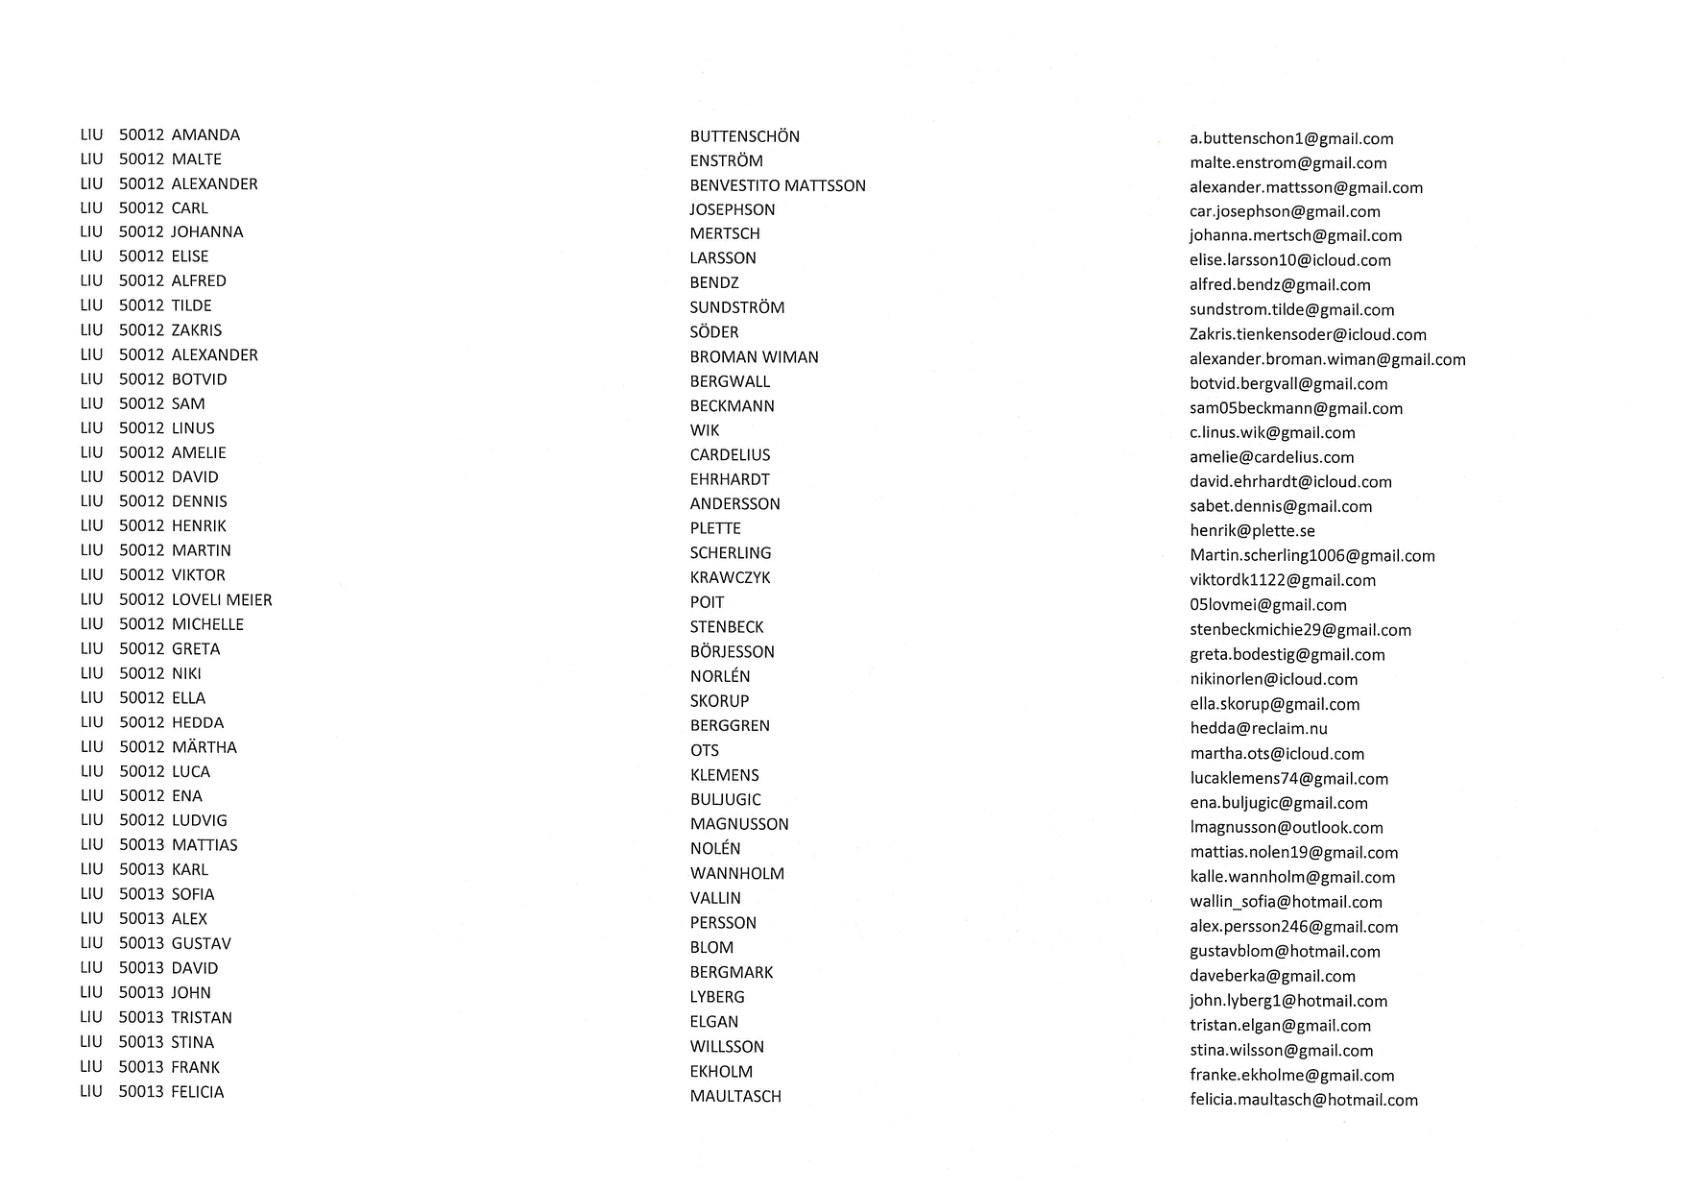 LIU 50012 AMANDA BUTTENSCHÖN a.buttenschon1@gmail.com
LIU 50012 MALTE ENSTRÖM malte.enstrom@gmail.com
LIU 50012 ALEXANDER BENVESTITO MATTSSON alexander.mattsson@gmail.com
LIU 50012 CARL JOSEPHSON car.josephson@gmail.com
LIU 50012 JOHANNA MERTSCH johanna.mertsch@gmail.com
LIU 50012 ELISE LARSSON elise.larsson10@icloud.com
LIU 50012 ALFRED BENDZ alfred.bendz@gmail.com
LIU 50012 TILDE SUNDSTRÖM sundstrom.tilde@gmail.com
LIU 50012 ZAKRIS SÖDER Zakris.tienkensoder@icloud.com
LIU 50012 ALEXANDER BROMAN WIMAN alexander.broman.wiman@gmail.com
LIU 50012 BOTVID BERGWALL botvid.bergvall@gmail.com
LIU 50012 SAM BECKMANN sam05beckmann@gmail.com
LIU 50012 LINUS WIK c.linus.wik@gmail.com
LIU 50012 AMELIE CARDELIUS amelie@cardelius.com
LIU 50012 DAVID EHRHARDT david.ehrhardt@icloud.com
LIU 50012 DENNIS ANDERSSON sabet.dennis@gmail.com
LIU 50012 HENRIK PLETTE henrik@plette.se
LIU 50012 MARTIN SCHERLING Martin.scherling1006@gmail.com
LIU 50012 VIKTOR KRAWCZYK viktordk1122@gmail.com
LIU 50012 LOVELI MEIER POIT 05lovmei@gmail.com
LIU 50012 MICHELLE STENBECK stenbeckmichie29@gmail.com
LIU 50012 GRETA BÖRJESSON greta.bodestig@gmail.com
LIU 50012 NIKI NORLÉN nikinorlen@icloud.com
LIU 50012 ELLA SKORUP ella.skorup@gmail.com
LIU 50012 HEDDA BERGGREN hedda@reclaim.nu
LIU 50012 MÄRTHA OTS martha.ots@icloud.com
LIU 50012 LUCA KLEMENS lucaklemens74@gmail.com
LIU 50012 ENA BULJUGIC ena.buljugic@gmail.com
LIU 50012 LUDVIG MAGNUSSON lmagnusson@outlook.com
LIU 50013 MATTIAS NOLÉN mattias.nolen19@gmail.com
LIU 50013 KARL WANNHOLM kalle.wannholm@gmail.com
LIU 50013 SOFIA VALLIN wallin_sofia@hotmail.com
LIU 50013 ALEX PERSSON alex.persson246@gmail.com
LIU 50013 GUSTAV BLOM gustavblom@hotmail.com
LIU 50013 DAVID BERGMARK daveberka@gmail.com
LIU 50013 JOHN LYBERG john.lyberg1@hotmail.com
LIU 50013 TRISTAN ELGAN tristan.elgan@gmail.com
LIU 50013 STINA WILLSSON stina.wilsson@gmail.com
LIU 50013 FRANK EKHOLM franke.ekholme@gmail.com
LIU 50013 FELICIA MAULTASCH felicia.maultasch@hotmail.com